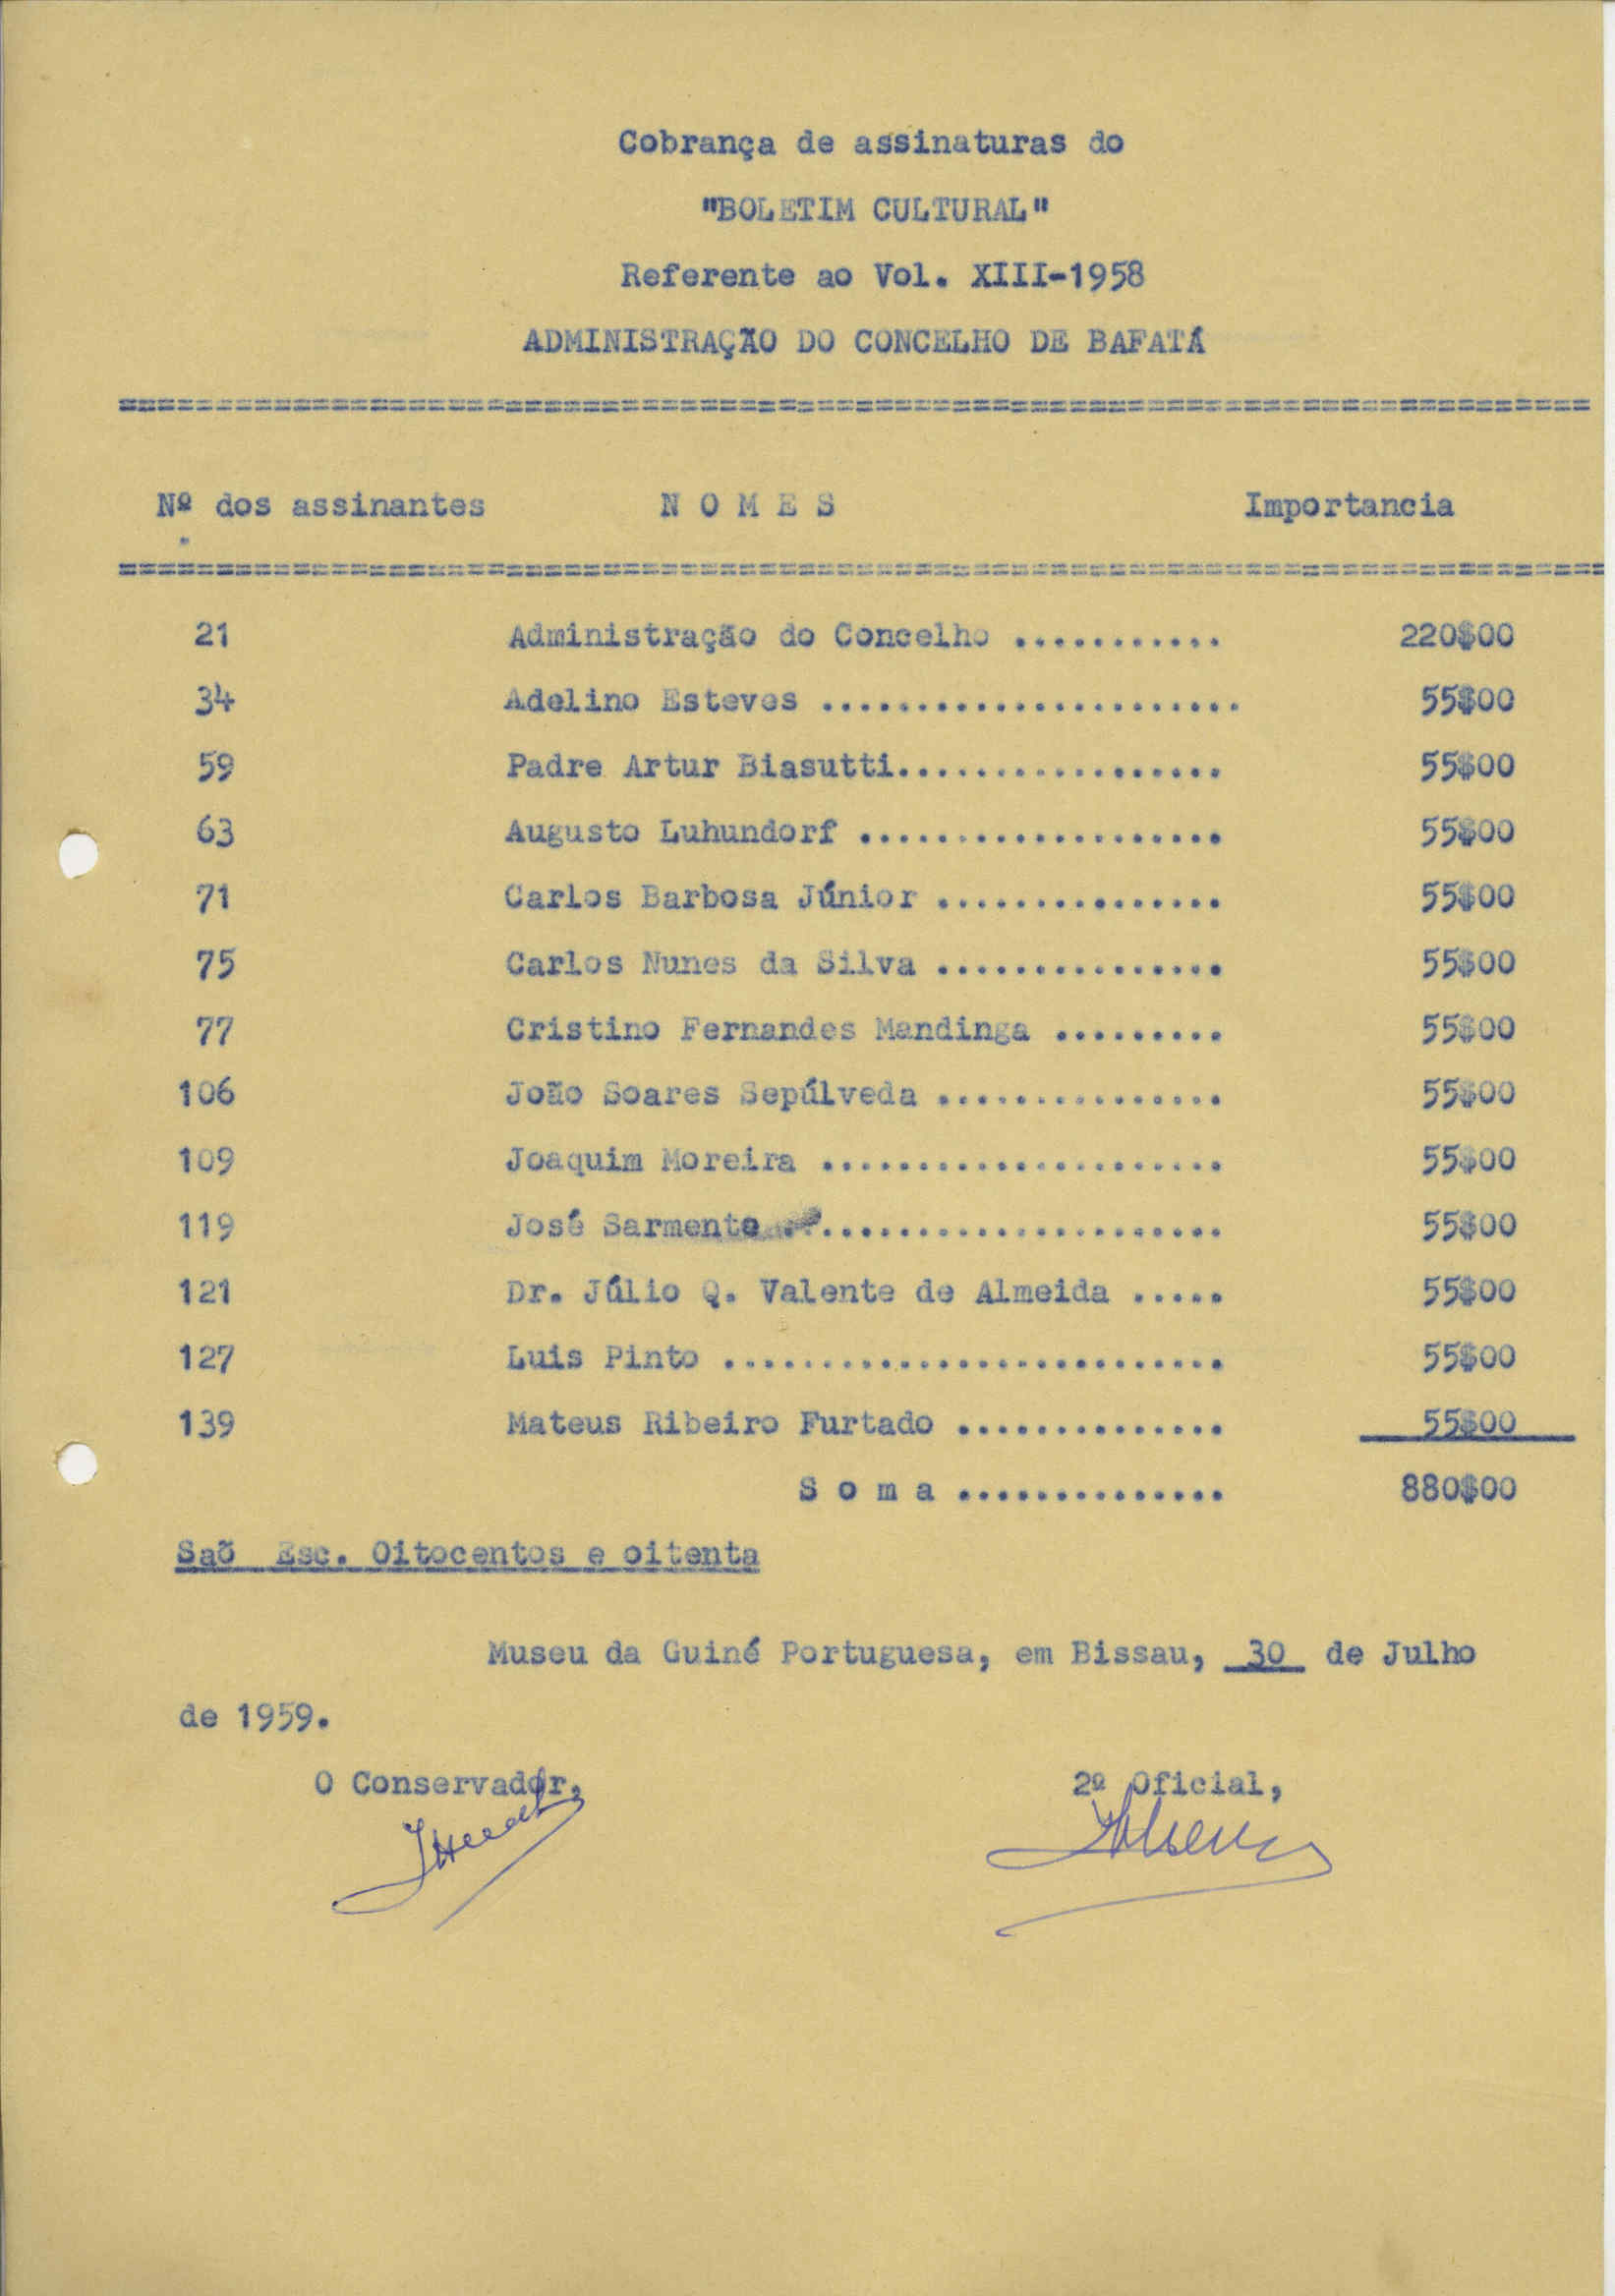 Cobrança de assinaturas do
"BOLETIM CULTURAL"
Referente ao Vol. XIII-1958
ADMINISTRAÇÃO DO CONCELHO DE BAFATÁ
Nº dos assinantes N O M E S Importancia
21 Administração do Concelho ........... 220$00
34 Adelino Esteves ...................... 55$00
59 Padre Artur Biasutti................. 55$00
63 Augusto Luhundorf ................... 55$00
71 Carlos Barbosa Júnior ............... 55$00
75 Carlos Nunes da Silva ............... 55$00
77 Cristino Fernandes Mandinga ......... 55$00
106 João Soares Sepúlveda ............... 55$00
109 Joaquim Moreira ..................... 55$00
119 José Sarmento ....................... 55$00
121 Dr. Júlio Q. Valente de Almeida ..... 55$00
127 Luis Pinto .......................... 55$00
139 Mateus Ribeiro Furtado .............. 55$00
S o m a .............. 880$00
Saõ Esc. Oitocentos e oitenta
Museu da Guiné Portuguesa, em Bissau, 30 de Julho
de 1959.
O Conservador, 2º Oficial,